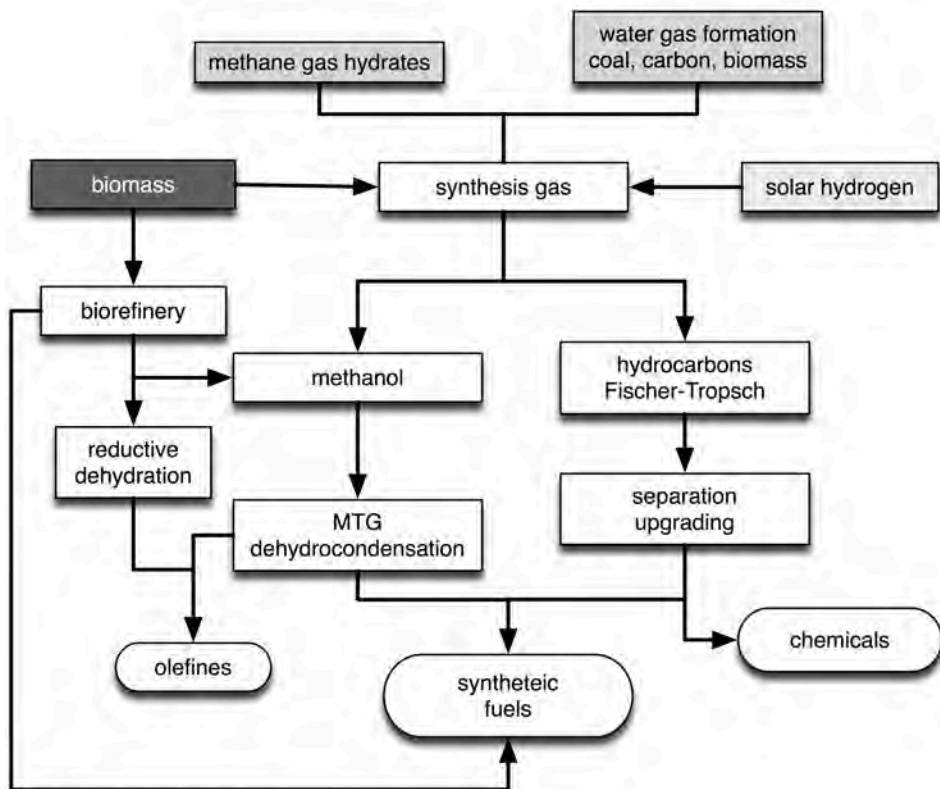 methane gas hydrates
water gas formation
coal, carbon, biomass
biomass
synthesis gas
solar hydrogen
biorefinery
methanol
hydrocarbons
Fischer-Tropsch
reductive
dehydration
MTG
dehydrocondensation
separation
upgrading
olefines
syntheteic
fuels
chemicals